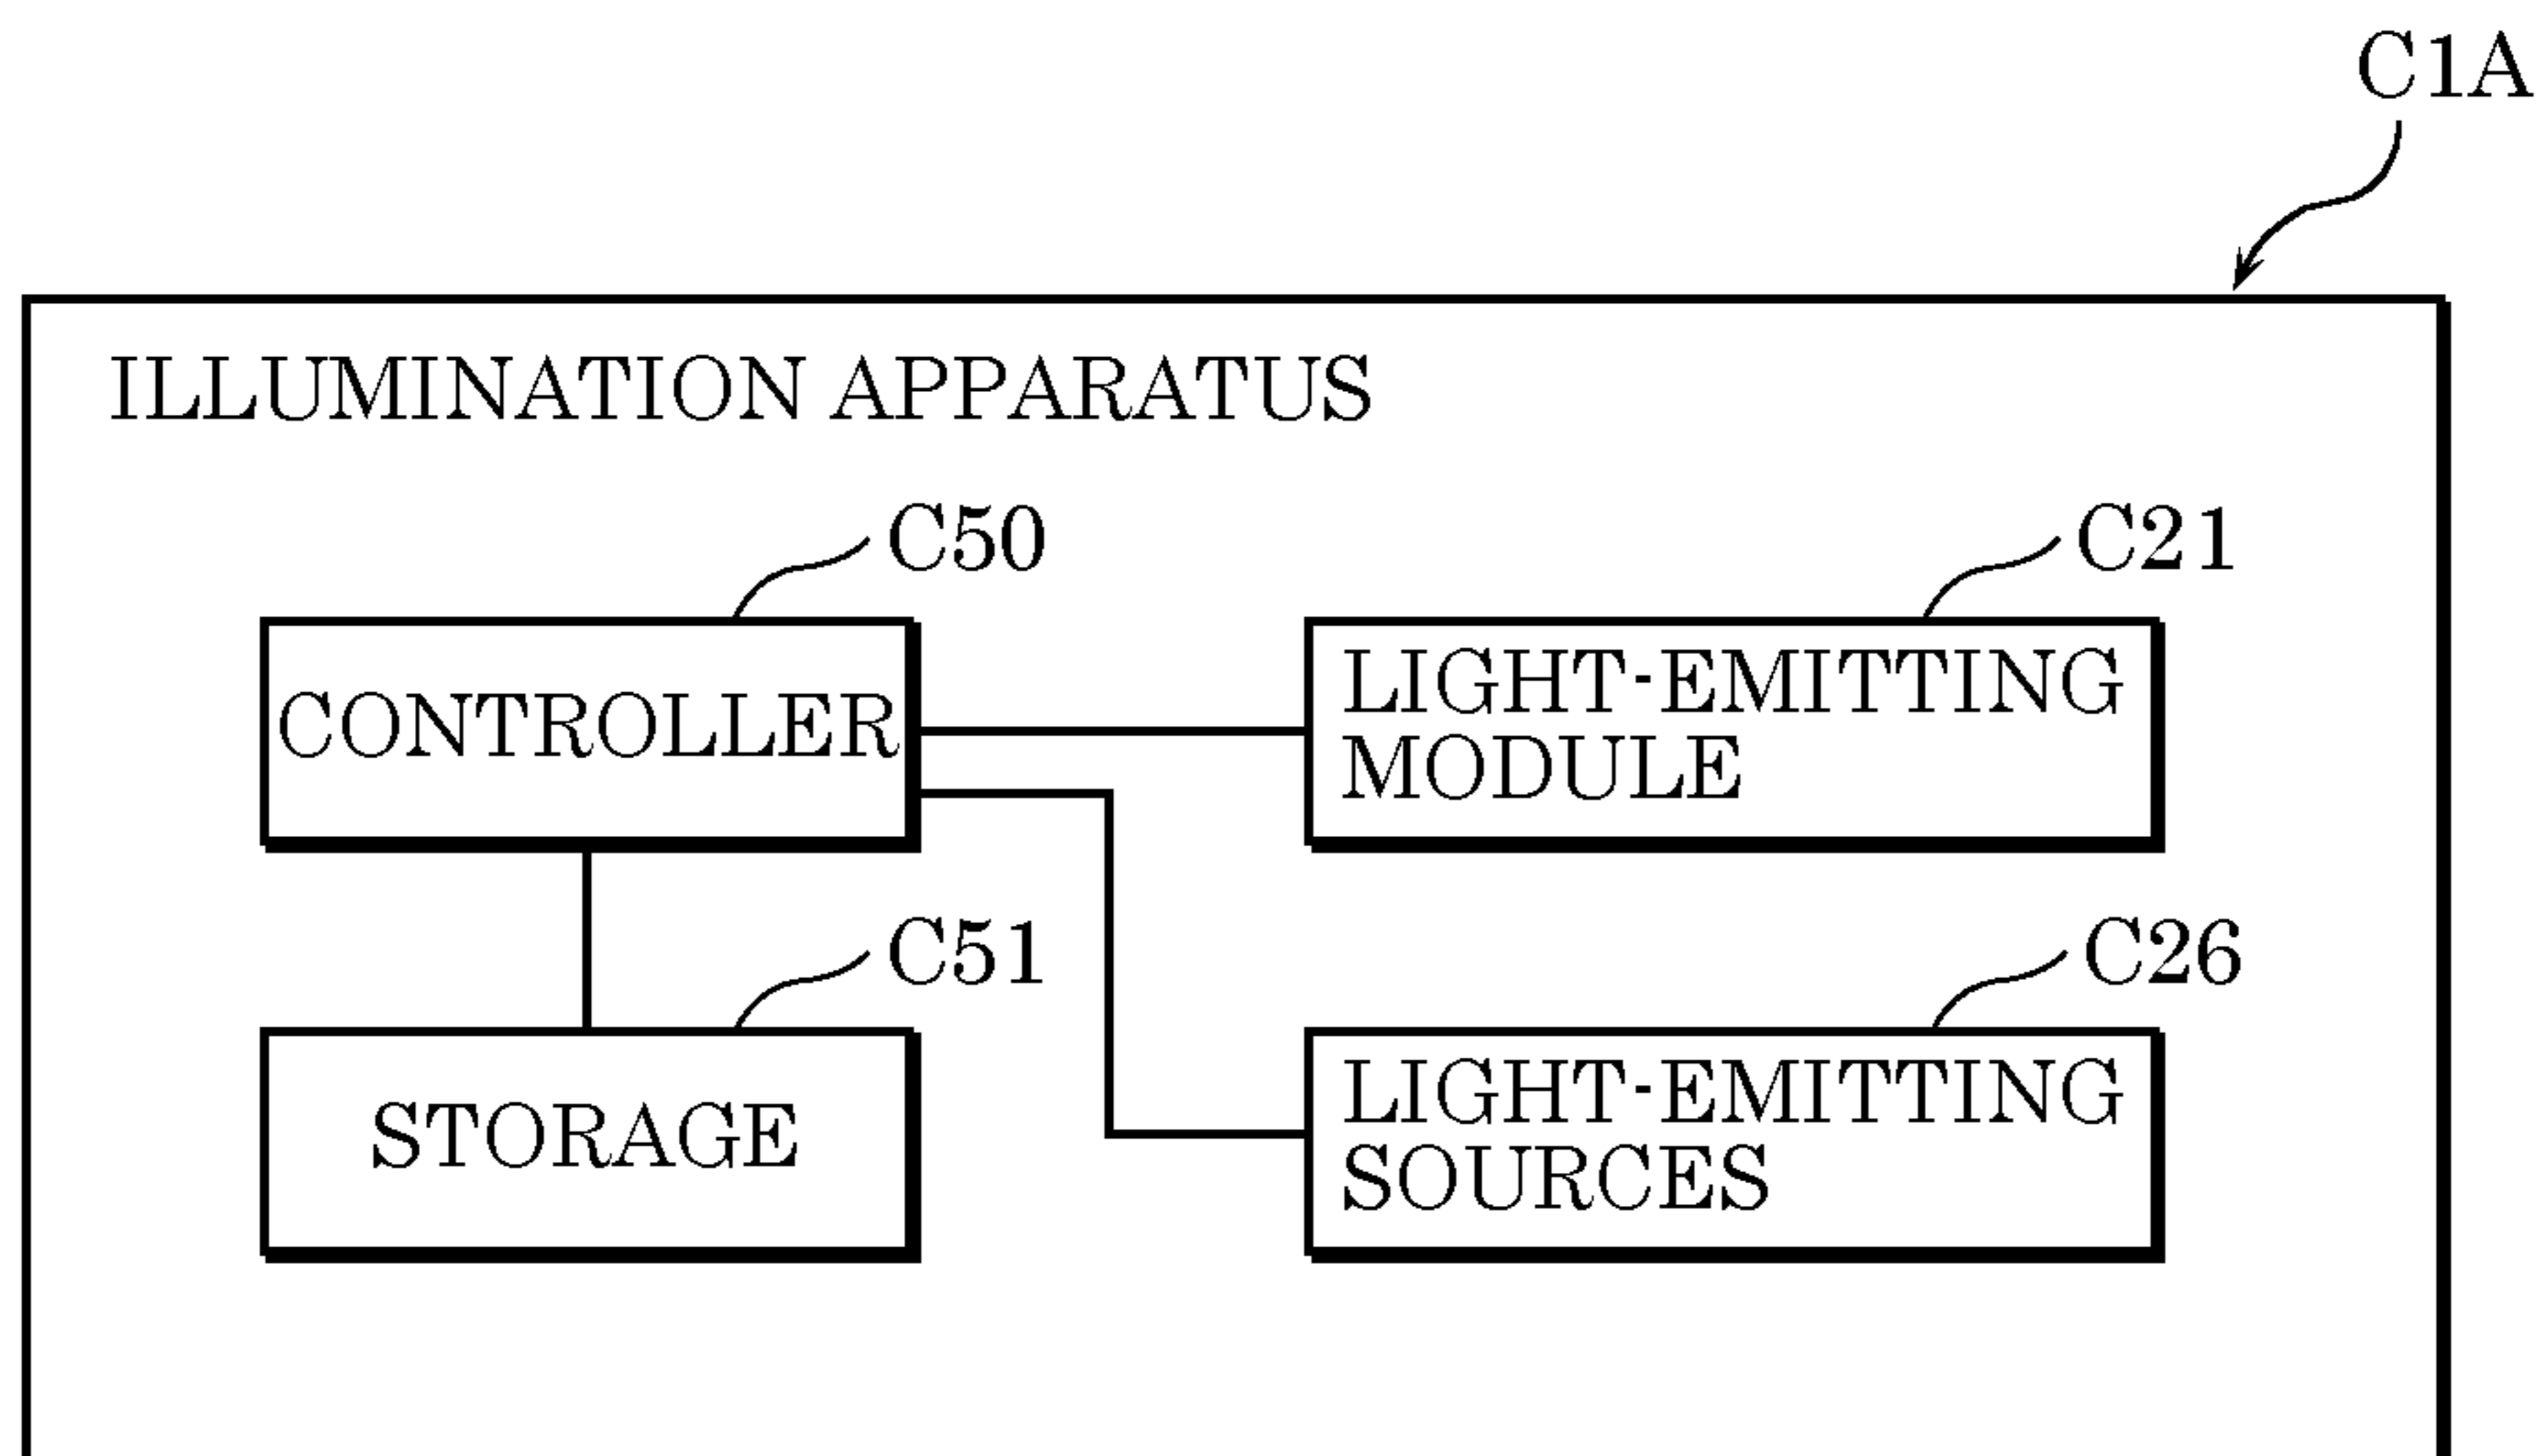 C1A
ILLUMINATION APPARATUS
C50
C21
CONTROLLER
LIGHT-EMITTING
MODULE
C51
C26
STORAGE
LIGHT-EMITTING
SOURCES